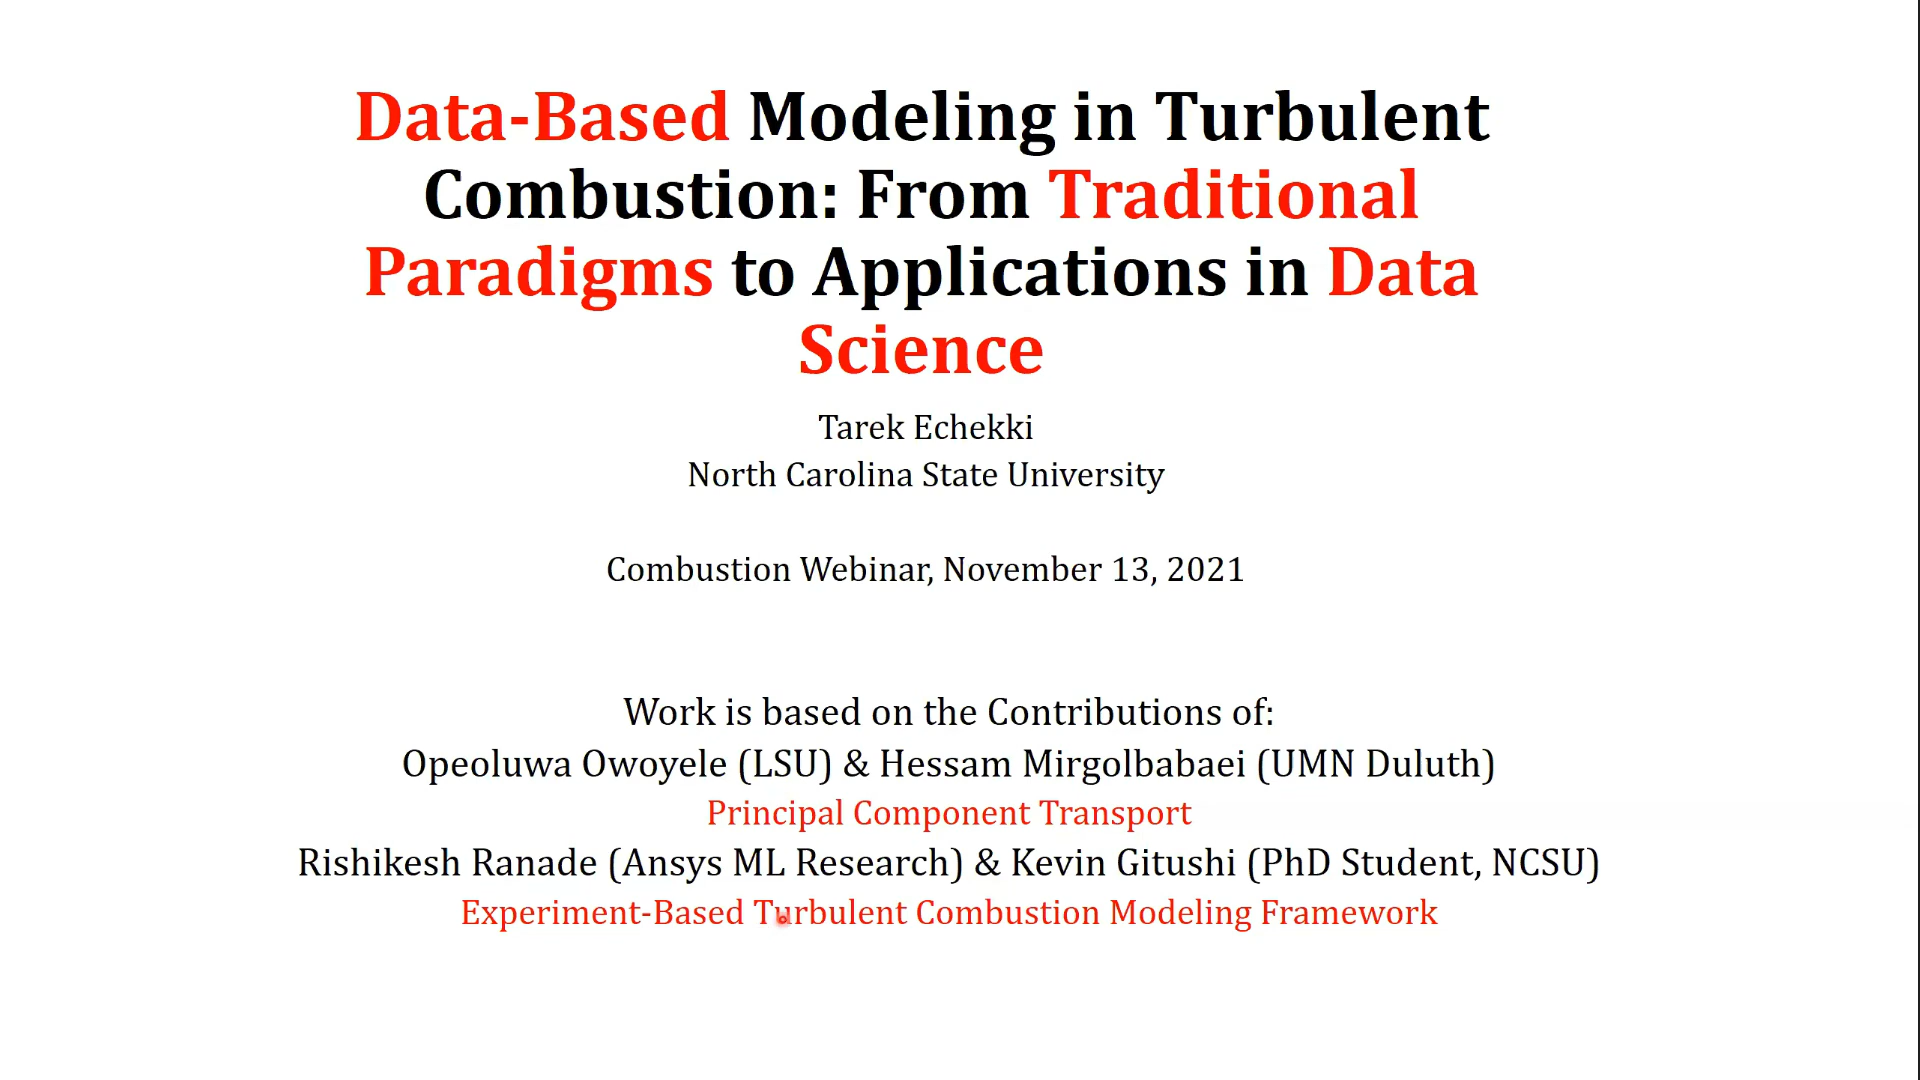 Data-Based Modeling in Turbulent
Combustion: From Traditional
Paradigms to Applications in Data
Science
Tarek Echekki
North Carolina State University
Combustion Webinar, November 13, 2021
Work is based on the Contributions of:
Opeoluwa Owoyele (LSU) & Hessam Mirgolbabaei (UMN Duluth)
Principal Component Transport
Rishikesh Ranade (Ansys ML Research) & Kevin Gitushi (PhD Student, NCSU)
Experiment-Based Turbulent Combustion Modeling Framework